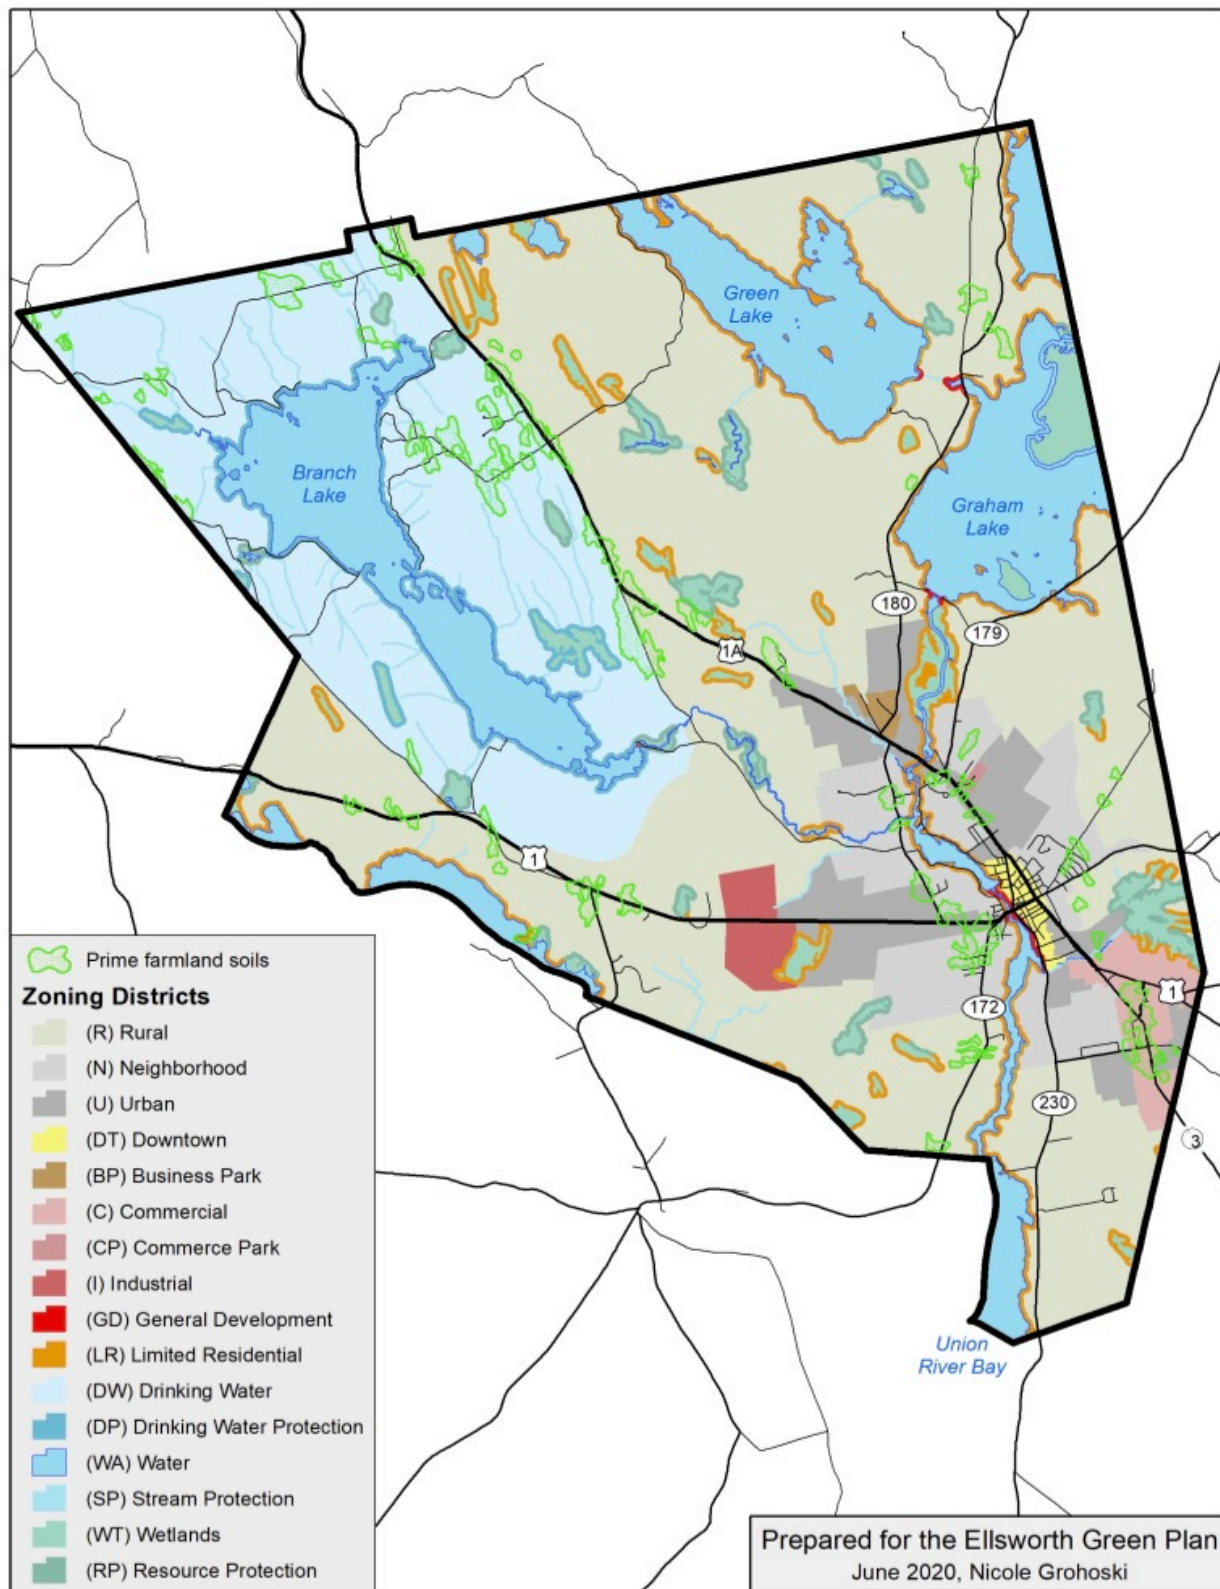 Green
Lake
Branch
Lake
Graham
Lake
180
179
1A
1
1
172
230
3
Union
River Bay
Prime farmland soils
Zoning Districts
(R) Rural
(N) Neighborhood
(U) Urban
(DT) Downtown
(BP) Business Park
(C) Commercial
(CP) Commerce Park
(I) Industrial
(GD) General Development
(LR) Limited Residential
(DW) Drinking Water
(DP) Drinking Water Protection
(WA) Water
(SP) Stream Protection
(WT) Wetlands
(RP) Resource Protection
Prepared for the Ellsworth Green Plan
June 2020, Nicole Grohoski